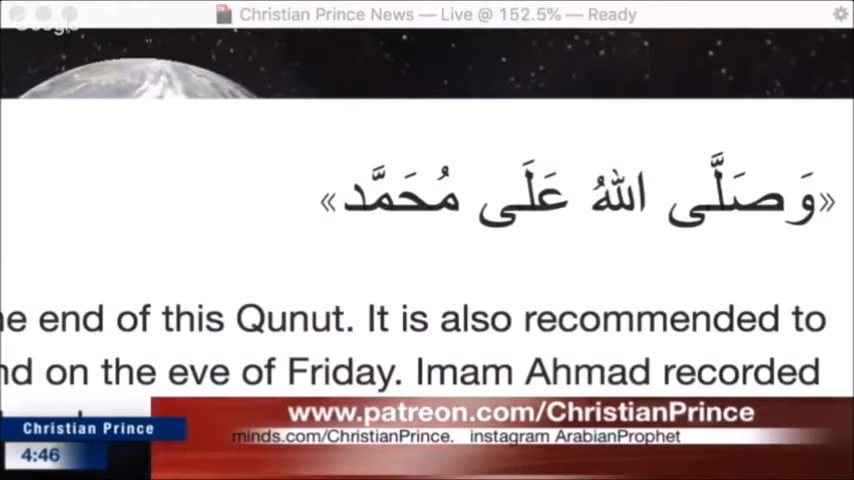 Christian Prince News — Live @ 152.5% — Ready
Google
«وَصَلَّى اللهُ عَلَى مُحَمَّد»
e end of this Qunut. It is also recommended to
nd on the eve of Friday. Imam Ahmad recorded
www.patreon.com/ChristianPrince
Christian Prince
minds.com/ChristianPrince. instagram ArabianProphet
4:46